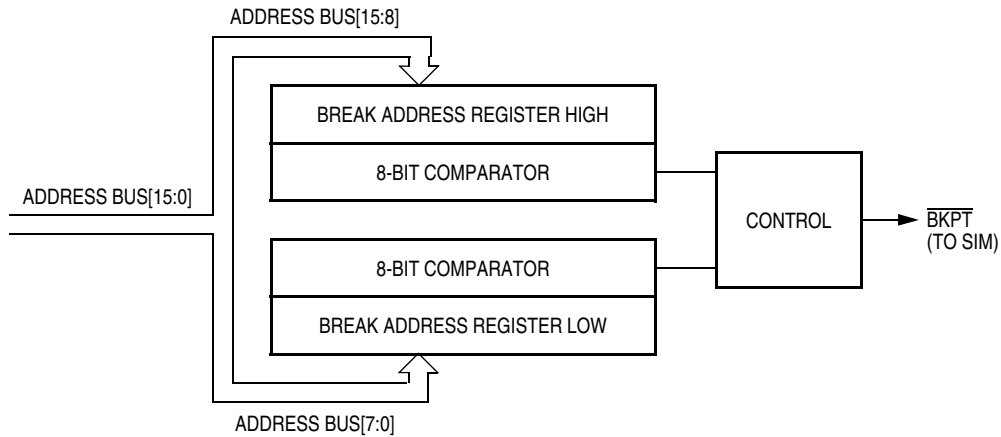 ADDRESS BUS[15:8]
BREAK ADDRESS REGISTER HIGH
8-BIT COMPARATOR
ADDRESS BUS[15:0]
CONTROL
B̅K̅P̅T̅
(TO SIM)
8-BIT COMPARATOR
BREAK ADDRESS REGISTER LOW
ADDRESS BUS[7:0]